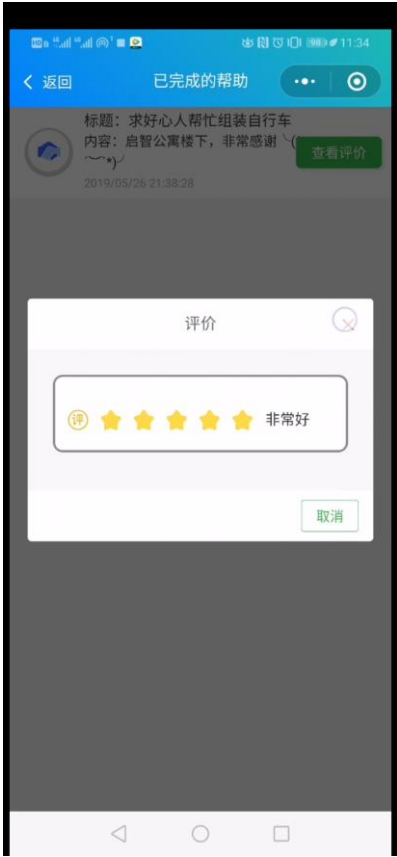 11:34
返回
已完成的帮助
标题：求好心人帮忙组装自行车
内容：启智公寓楼下，非常感谢╰(
︶*)╯
查看评价
2019/05/26 21:38:28
评价
评
非常好
取消